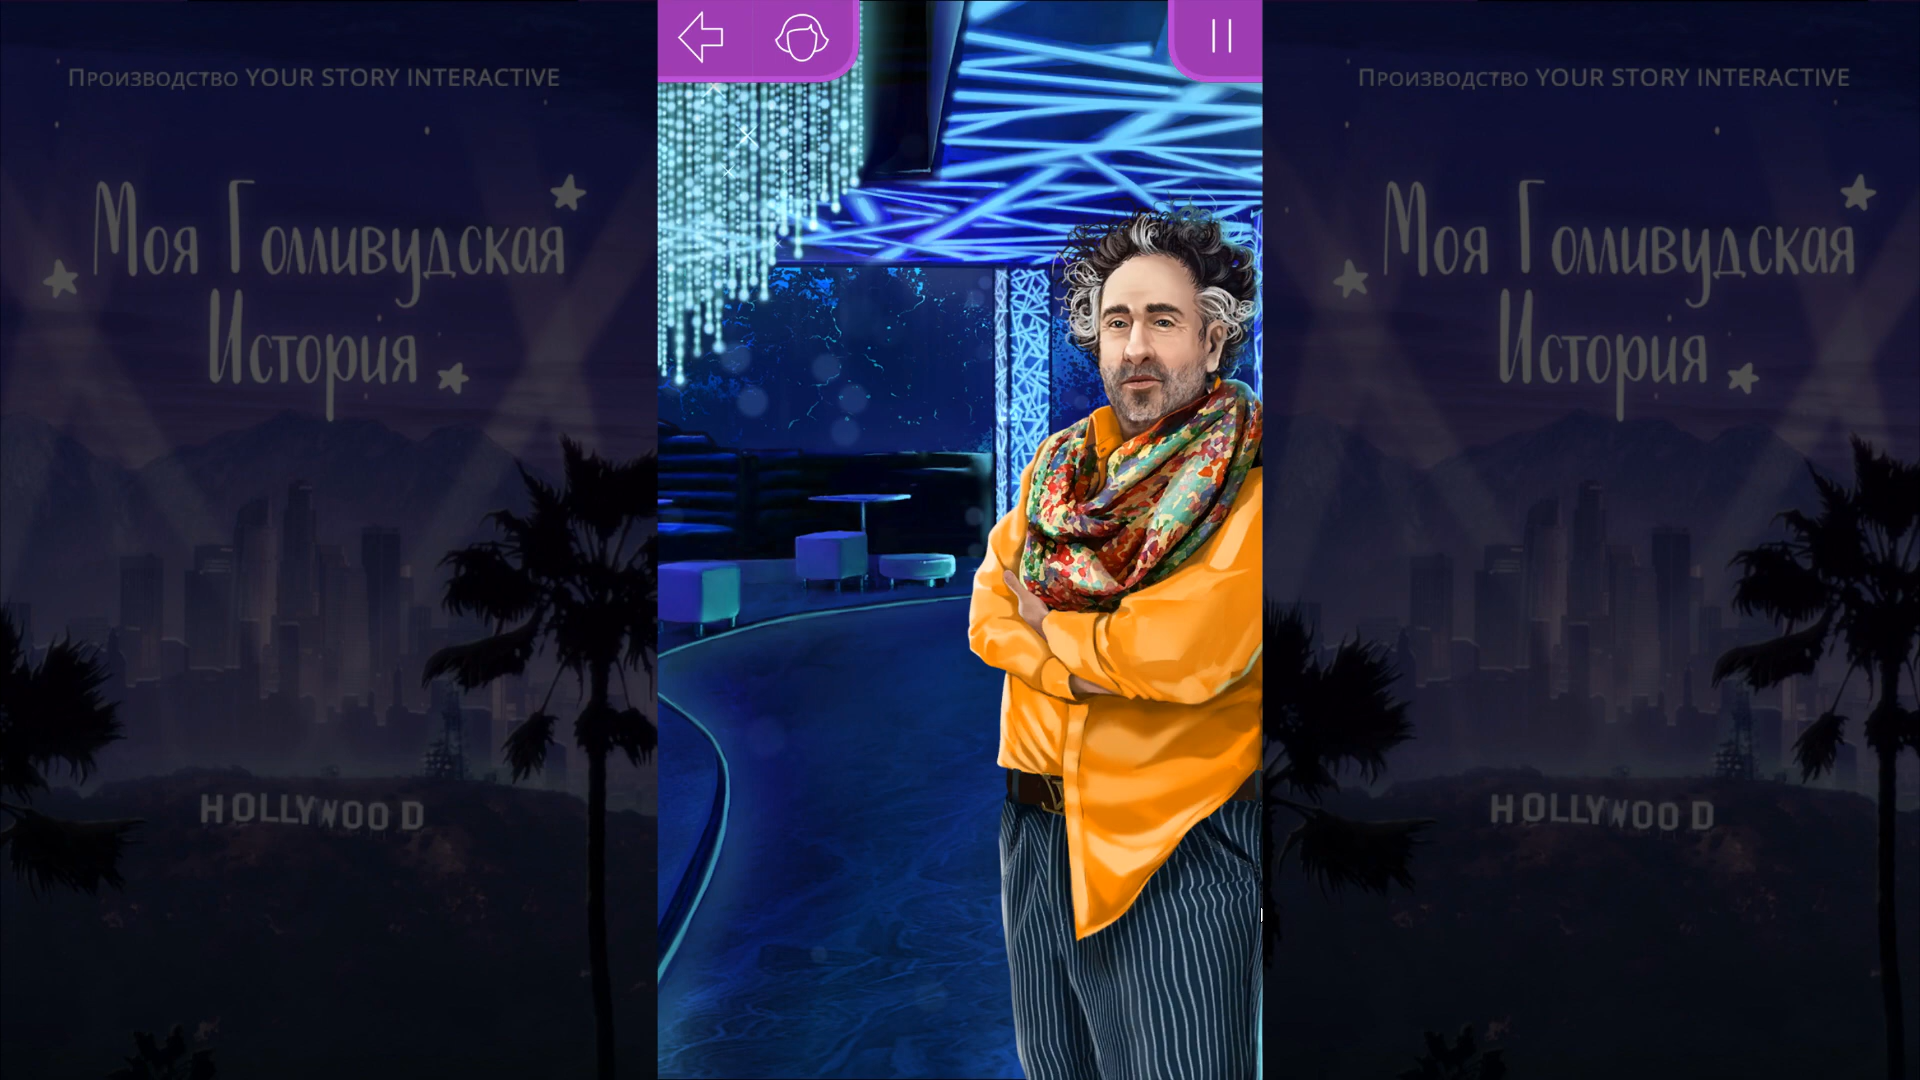 Производство YOUR STORY INTERACTIVE
Моя Голливудская
История
HOLLYWOOD
Производство YOUR STORY INTERACTIVE
Моя Голливудская
История
HOLLYWOOD